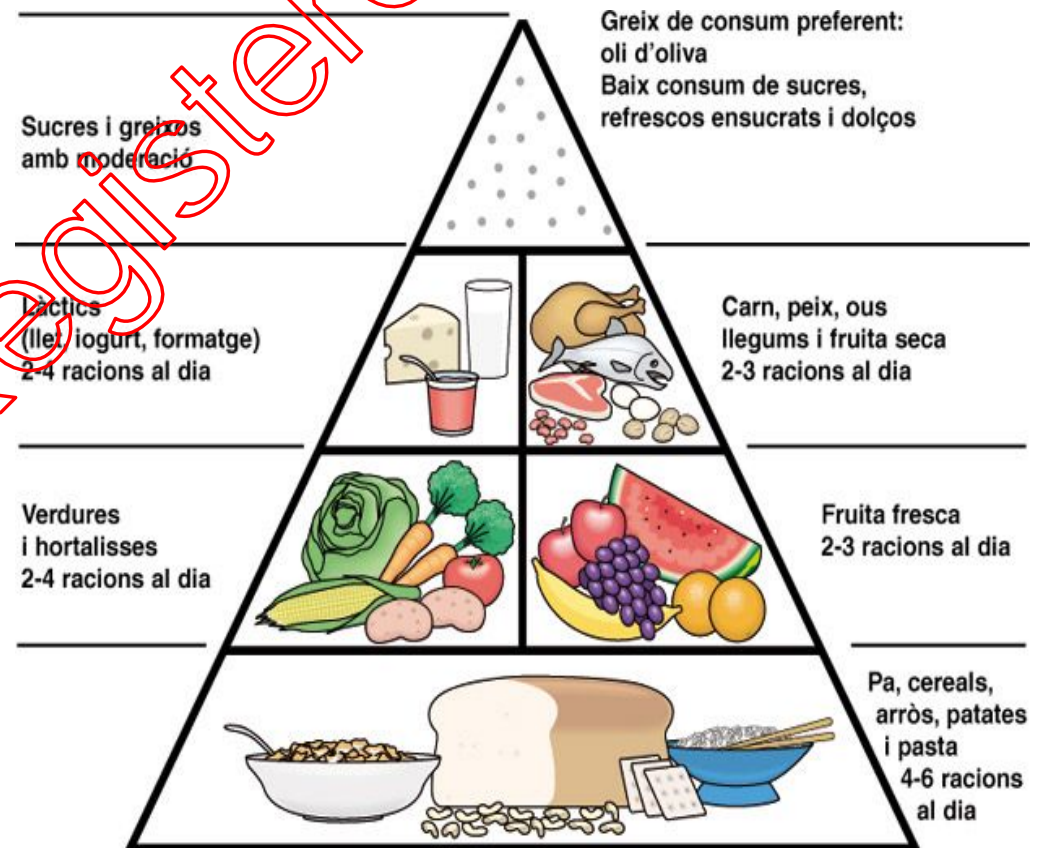 Greix de consum preferent:
oli d'oliva
Baix consum de sucres,
refrescos ensucrats i dolços
Sucres i greixos
amb moderació
Làctics
(llet, iogurt, formatge)
2-4 racions al dia
Carn, peix, ous
llegums i fruita seca
2-3 racions al dia
Verdures
i hortalisses
2-4 racions al dia
Fruita fresca
2-3 racions al dia
Pa, cereals,
arròs, patates
i pasta
4-6 racions
al dia